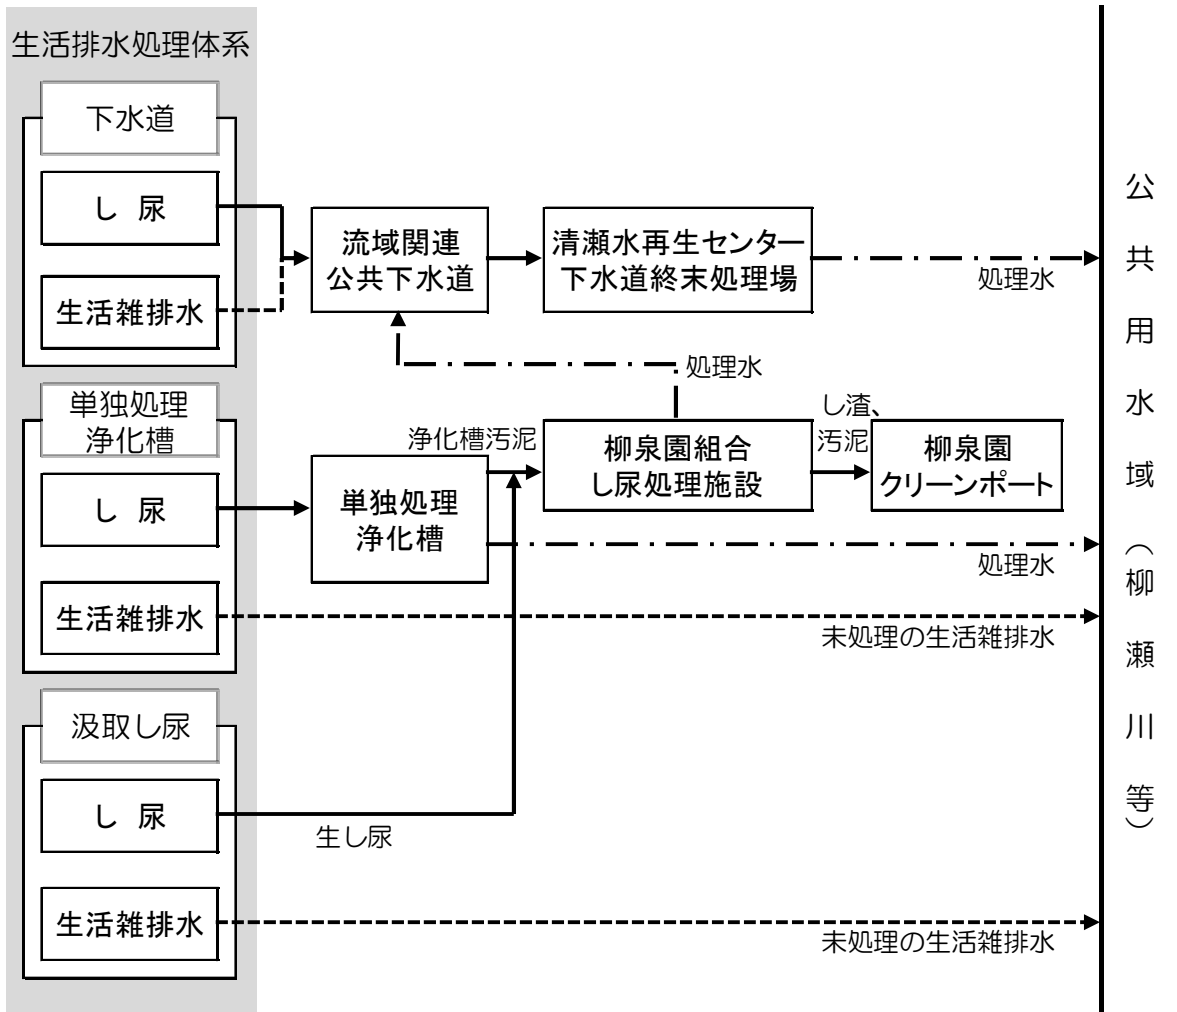 生活排水処理体系
下水道
し 尿
生活雑排水
流域関連
公共下水道
清瀬水再生センター
下水道終末処理場
処理水
処理水
単独処理
浄化槽
し 尿
生活雑排水
単独処理
浄化槽
浄化槽汚泥
柳泉園組合
し尿処理施設
し渣、
汚泥
柳泉園
クリーンポート
処理水
未処理の生活雑排水
汲取し尿
し 尿
生活雑排水
生し尿
未処理の生活雑排水
公共用水域(柳瀬川等)